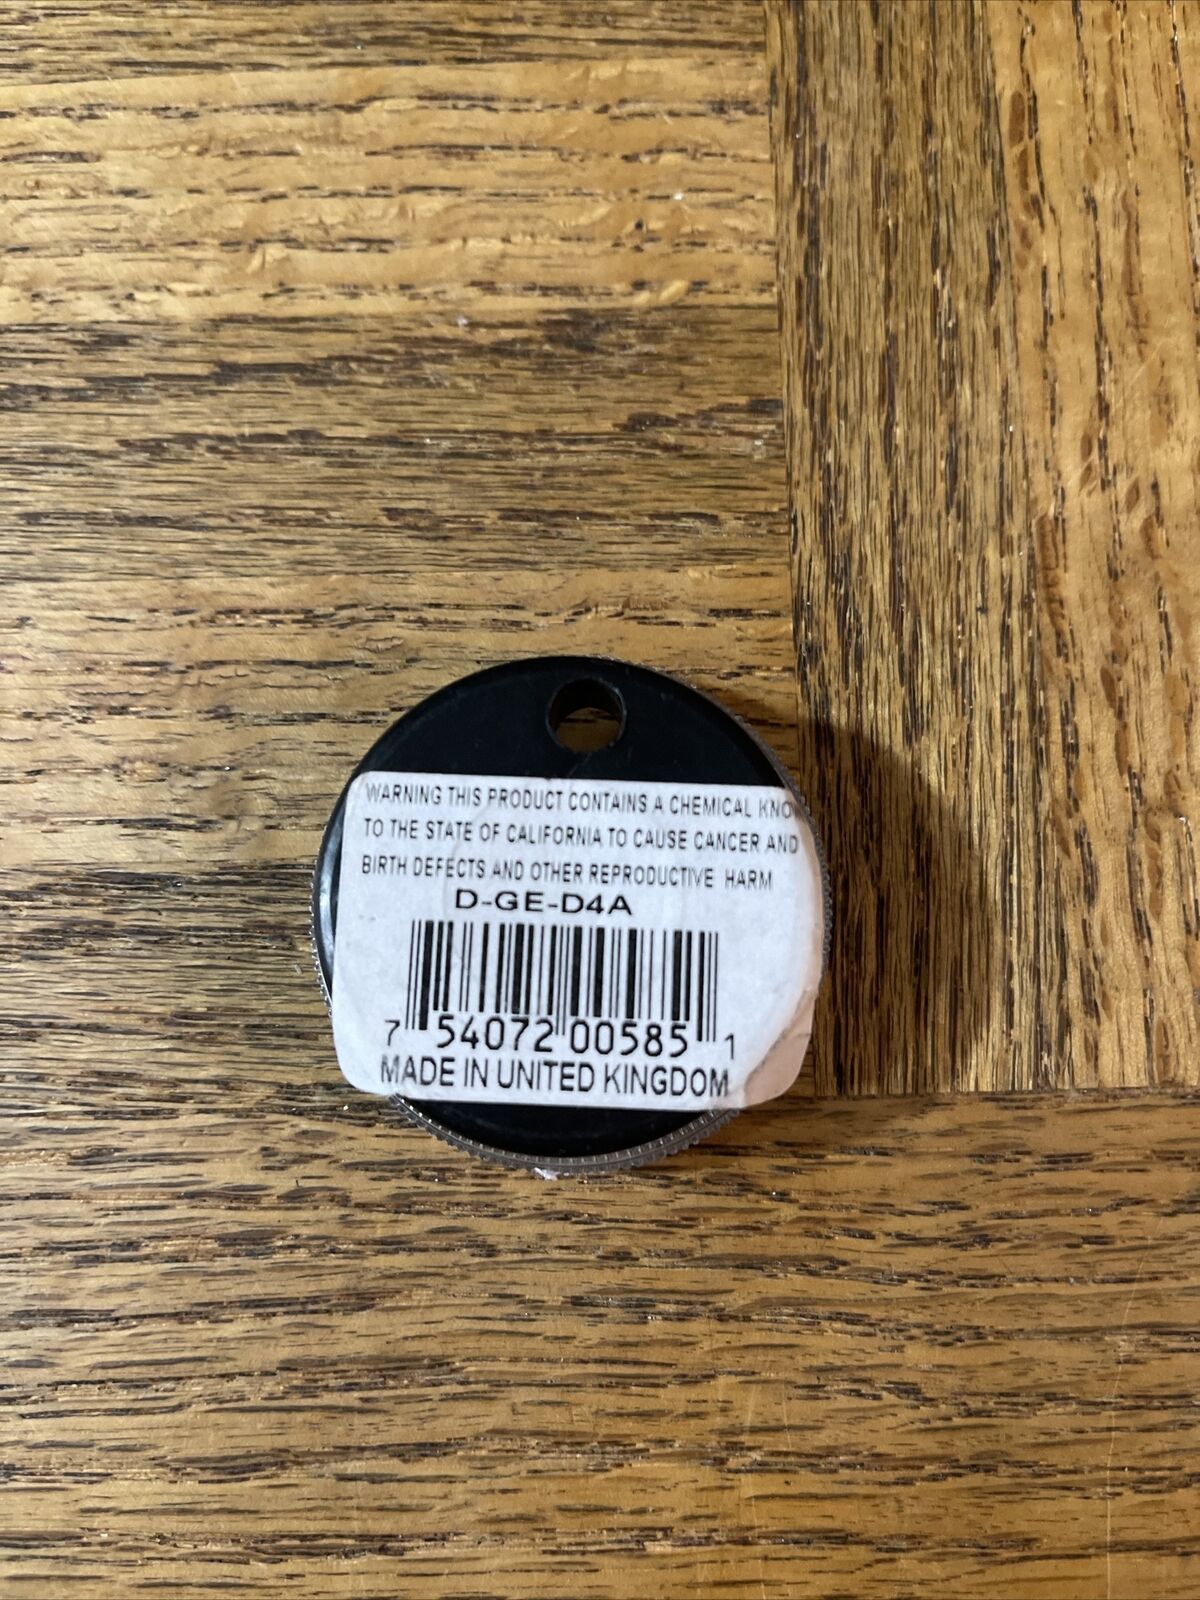 WARNING THIS PRODUCT CONTAINS A CHEMICAL KNO
TO THE STATE OF CALIFORNIA TO CAUSE CANCER AND
BIRTH DEFECTS AND OTHER REPRODUCTIVE HARM
D-GE-D4A
7 54072 00585 1
MADE IN UNITED KINGDOM